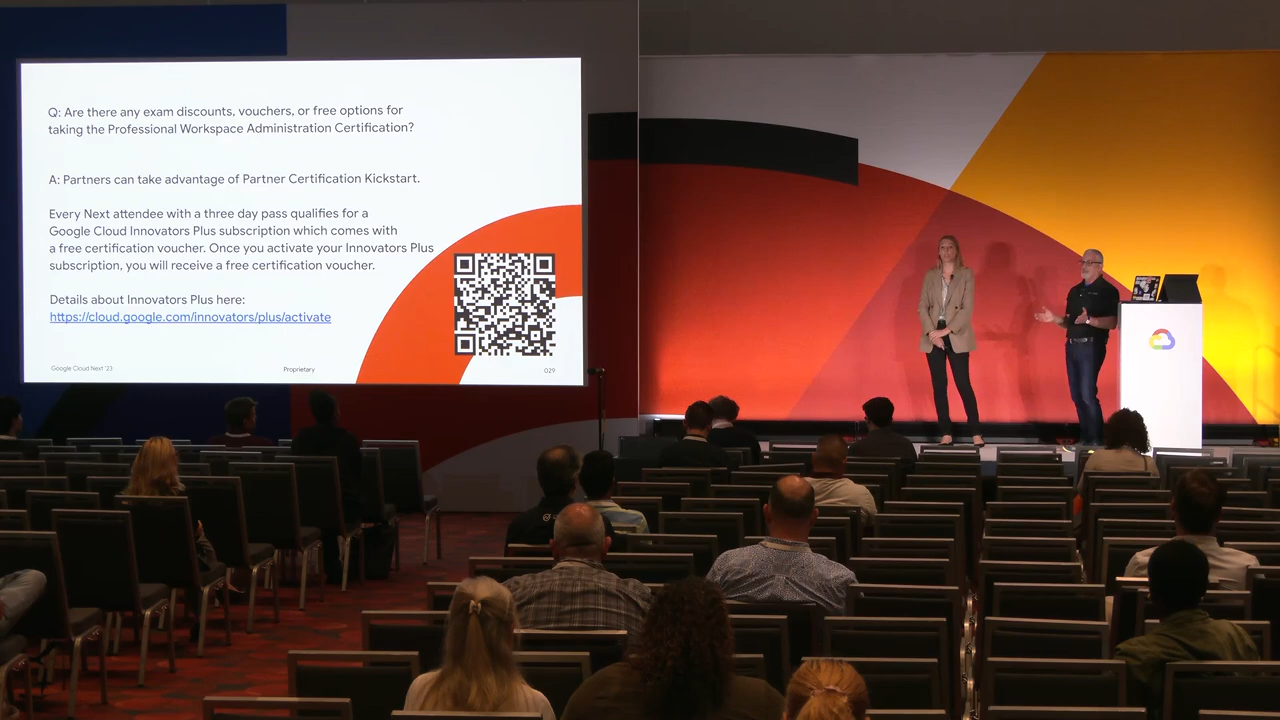 Q: Are there any exam discounts, vouchers, or free options for
taking the Professional Workspace Administration Certification?
A: Partners can take advantage of Partner Certification Kickstart.
Every Next attendee with a three day pass qualifies for a
Google Cloud Innovators Plus subscription which comes with
a free certification voucher. Once you activate your Innovators Plus
subscription, you will receive a free certification voucher.
Details about Innovators Plus here:
https://cloud.google.com/innovators/plus/activate
Google Cloud Next '23 Proprietary 029